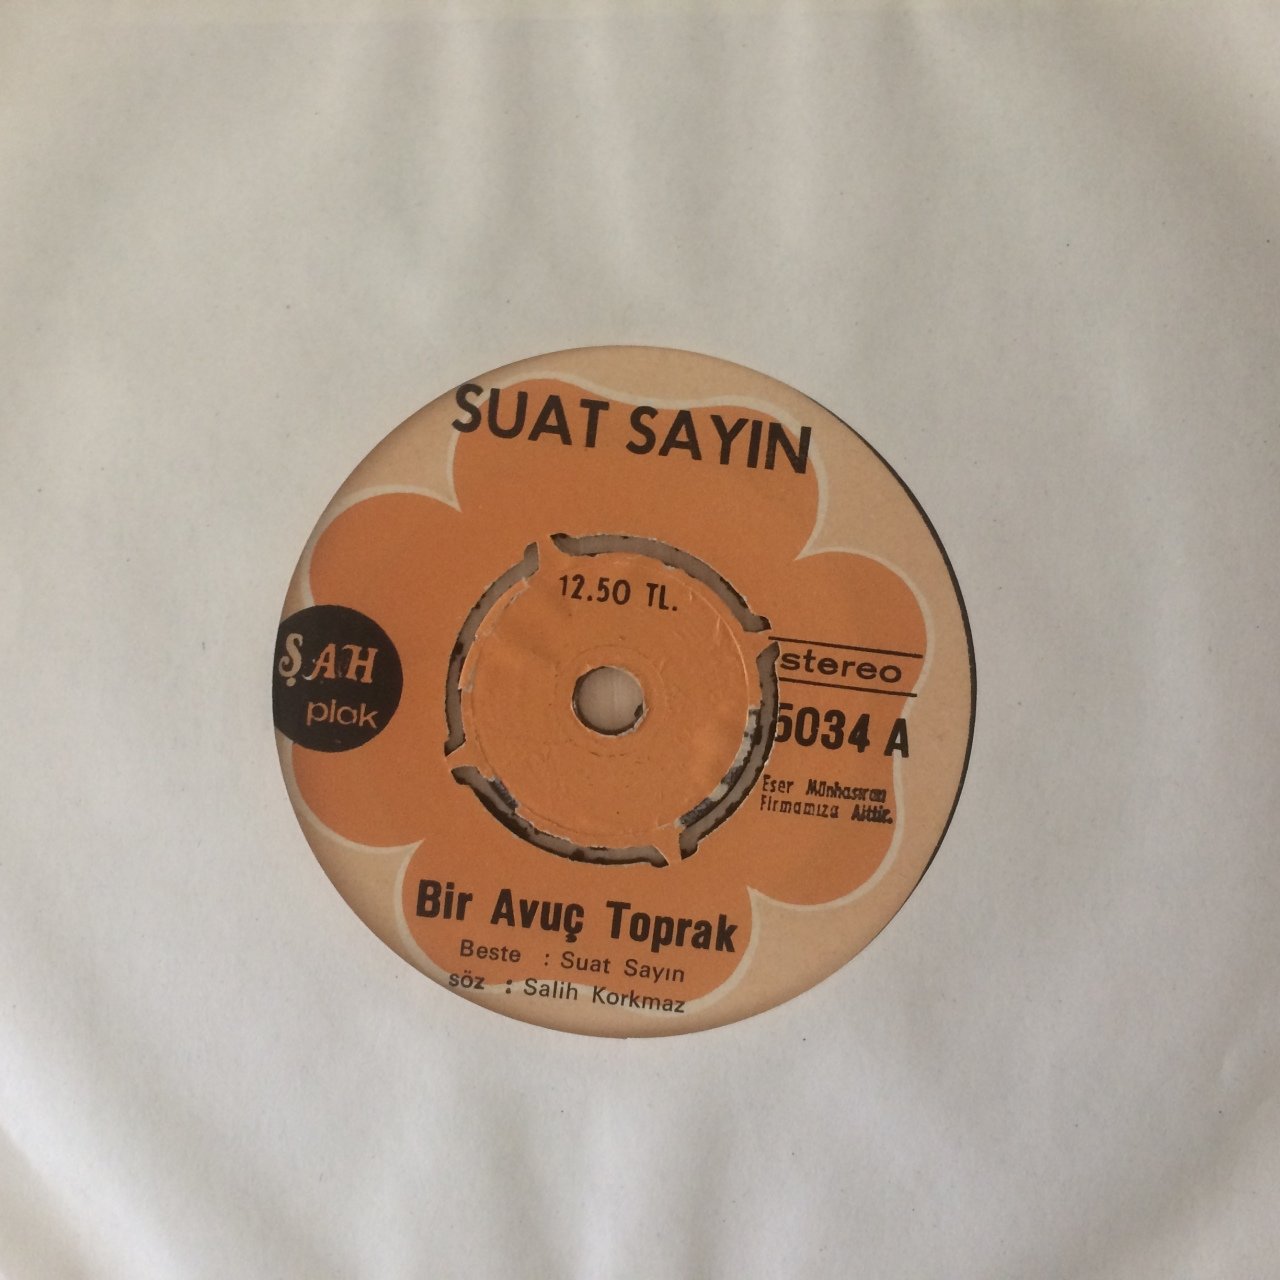 SUAT SAYIN
12.50 TL.
ŞAH
plak
stereo
5034 A
Eser Münhasıran
Firmamıza Aittir.
Bir Avuç Toprak
Beste : Suat Sayın
söz : Salih Korkmaz